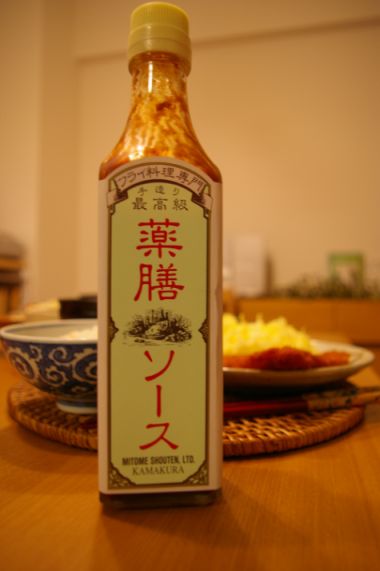 フライ料理専門
手造り
最高級
薬膳
ソース
MITOME SHOUTEN, LTD.
KAMAKURA